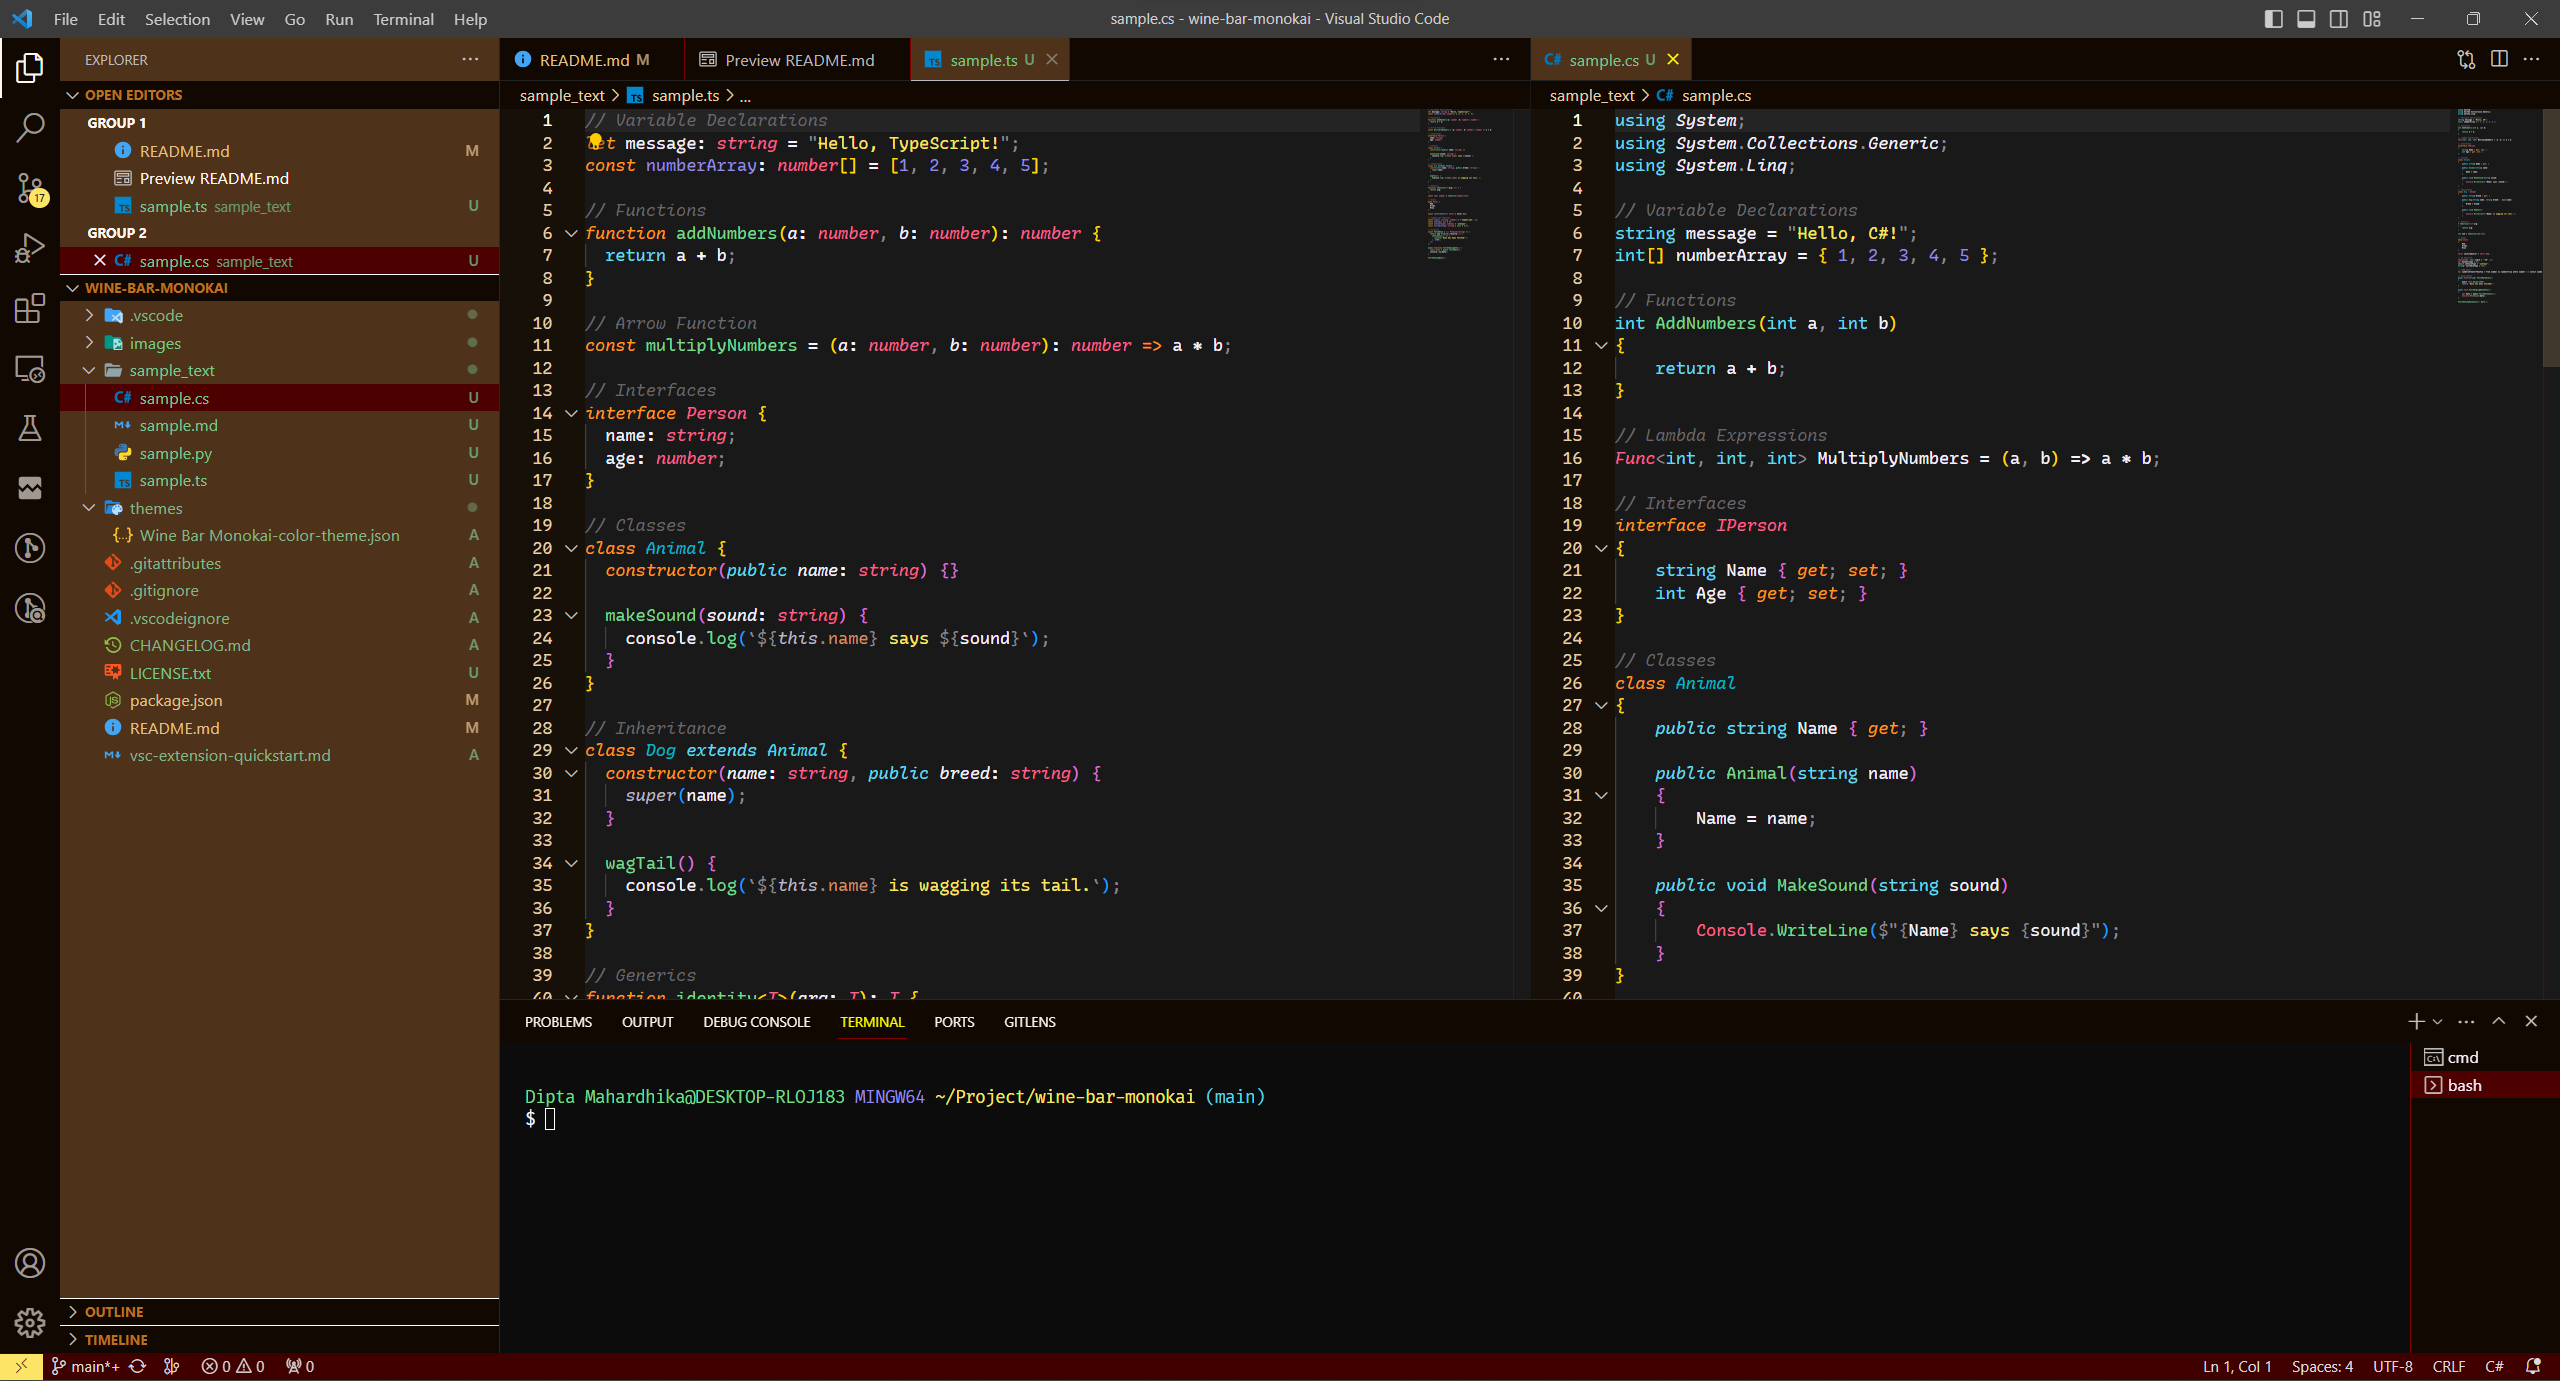 File Edit Selection View Go Run Terminal Help
sample.cs - wine-bar-monokai - Visual Studio Code
EXPLORER
OPEN EDITORS
GROUP 1
README.md M
Preview README.md
sample.ts sample_text U
GROUP 2
C# sample.cs sample_text U
WINE-BAR-MONOKAI
.vscode
images
sample_text
C# sample.cs U
sample.md U
sample.py U
TS sample.ts U
themes
{..} Wine Bar Monokai-color-theme.json A
.gitattributes A
.gitignore A
.vscodeignore A
CHANGELOG.md A
LICENSE.txt U
package.json M
README.md M
vsc-extension-quickstart.md A
OUTLINE
TIMELINE
17
README.md M
Preview README.md
TS sample.ts U
sample_text > TS sample.ts > ...
1 // Variable Declarations
2 let message: string = "Hello, TypeScript!";
3 const numberArray: number[] = [1, 2, 3, 4, 5];
4
5 // Functions
6 function addNumbers(a: number, b: number): number {
7 return a + b;
8 }
9
10 // Arrow Function
11 const multiplyNumbers = (a: number, b: number): number => a * b;
12
13 // Interfaces
14 interface Person {
15 name: string;
16 age: number;
17 }
18
19 // Classes
20 class Animal {
21 constructor(public name: string) {}
22
23 makeSound(sound: string) {
24 console.log(`${this.name} says ${sound}`);
25 }
26 }
27
28 // Inheritance
29 class Dog extends Animal {
30 constructor(name: string, public breed: string) {
31 super(name);
32 }
33
34 wagTail() {
35 console.log(`${this.name} is wagging its tail.`);
36 }
37 }
38
39 // Generics
40 function identity<T>(arg: T): T {
C# sample.cs U
sample_text > C# sample.cs
1 using System;
2 using System.Collections.Generic;
3 using System.Linq;
4
5 // Variable Declarations
6 string message = "Hello, C#!";
7 int[] numberArray = { 1, 2, 3, 4, 5 };
8
9 // Functions
10 int AddNumbers(int a, int b)
11 {
12 return a + b;
13 }
14
15 // Lambda Expressions
16 Func<int, int, int> MultiplyNumbers = (a, b) => a * b;
17
18 // Interfaces
19 interface IPerson
20 {
21 string Name { get; set; }
22 int Age { get; set; }
23 }
24
25 // Classes
26 class Animal
27 {
28 public string Name { get; }
29
30 public Animal(string name)
31 {
32 Name = name;
33 }
34
35 public void MakeSound(string sound)
36 {
37 Console.WriteLine($"{Name} says {sound}");
38 }
39 }
40
PROBLEMS OUTPUT DEBUG CONSOLE TERMINAL PORTS GITLENS
Dipta Mahardhika@DESKTOP-RLOJ183 MINGW64 ~/Project/wine-bar-monokai (main)
$
cmd
bash
main*+ 0 0 0
Ln 1, Col 1 Spaces: 4 UTF-8 CRLF C#